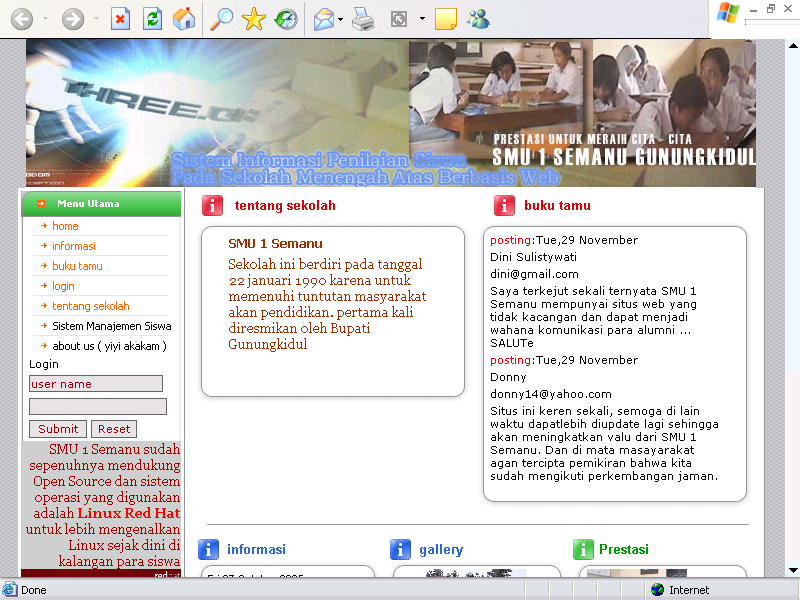 THREE.
PRESTASI UNTUK MERAIH CITA - CITA
SMU 1 SEMANU GUNUNGKIDUL
Sistem Informasi Penilaian Siswa
Pada Sekolah Menengah Atas Berbasis Web
Menu Utama
home
informasi
buku tamu
login
tentang sekolah
Sistem Manajemen Siswa
about us ( yiyi akakam )
Login
user name
Submit Reset
SMU 1 Semanu sudah
sepenuhnya mendukung
Open Source dan sistem
operasi yang digunakan
adalah Linux Red Hat
untuk lebih mengenalkan
Linux sejak dini di
kalangan para siswa
tentang sekolah
SMU 1 Semanu
Sekolah ini berdiri pada tanggal
22 januari 1990 karena untuk
memenuhi tuntutan masyarakat
akan pendidikan. pertama kali
diresmikan oleh Bupati
Gunungkidul
buku tamu
posting:Tue,29 November
Dini Sulistywati
dini@gmail.com
Saya terkejut sekali ternyata SMU 1
Semanu mempunyai situs web yang
tidak kacangan dan dapat menjadi
wahana komunikasi para alumni ...
SALUTe
posting:Tue,29 November
Donny
donny14@yahoo.com
Situs ini keren sekali, semoga di lain
waktu dapatlebih diupdate lagi sehingga
akan meningkatkan valu dari SMU 1
Semanu. Dan di mata masayarakat
agan tercipta pemikiran bahwa kita
sudah mengikuti perkembangan jaman.
informasi
gallery
Prestasi
Done
Internet